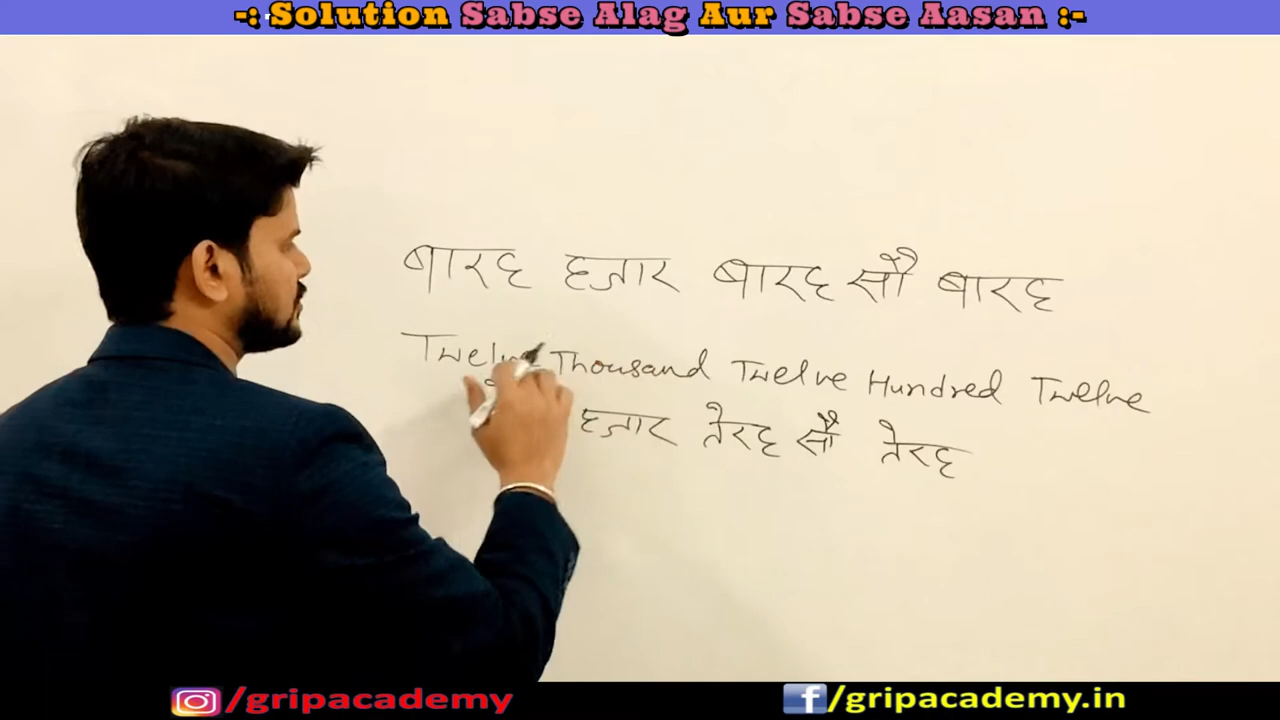 -: Solution Sabse Alag Aur Sabse Aasan :-
बारह हजार बारह सौ बारह
Twelve Thousand Twelve Hundred Twelve
हजार तेरह सौ तेरह
/gripacademy
/gripacademy.in